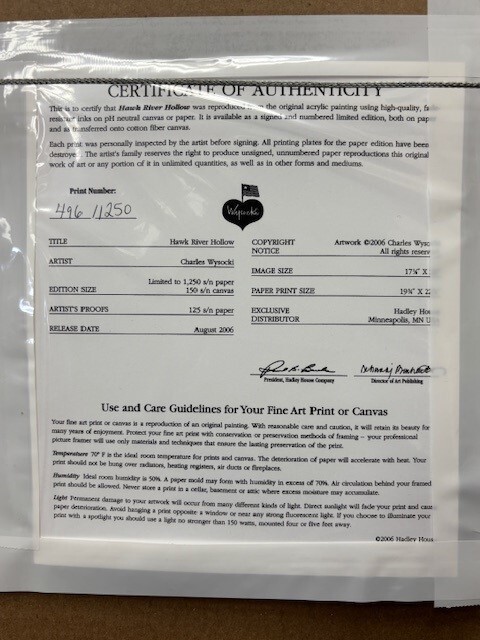 CERTIFICATE OF AUTHENTICITY
This is to certify that Hawk River Hollow was reproduced from the original acrylic painting using high-quality,
resistant inks on pH neutral canvas or paper. It is available as a signed and numbered limited edition, both on pap
and as transferred onto cotton fiber canvas.
Each print was personally inspected by the artist before signing. All printing plates for the paper edition have been
destroyed. The artist's family reserves the right to produce unsigned, unnumbered paper reproductions this original
work of art or any portion of it in unlimited quantities, as well as in other forms and mediums.
Print Number:
496 /1250
Wysocki
TITLE Hawk River Hollow
ARTIST Charles Wysocki
EDITION SIZE Limited to 1,250 s/n paper
150 s/n canvas
ARTIST'S PROOFS 125 s/n paper
RELEASE DATE August 2006
COPYRIGHT NOTICE Artwork ©2006 Charles Wysoc
All rights reserv
IMAGE SIZE 17¼" X
PAPER PRINT SIZE 19¾" X 2
EXCLUSIVE DISTRIBUTOR Hadley Hou
Minneapolis, MN U
President, Hadley House Company
Director of Art Publishing
Use and Care Guidelines for Your Fine Art Print or Canvas
Your fine art print or canvas is a reproduction of an original painting. With reasonable care and caution, it will retain its beauty for
many years of enjoyment. Protect your fine art print with conservation or preservation methods of framing – your professional
picture framer will use only materials and techniques that ensure the lasting preservation of the print.
Temperature 70° F is the ideal room temperature for prints and canvas. The deterioration of paper will accelerate with heat. Your
print should not be hung over radiators, heating registers, air ducts or fireplaces.
Humidity Ideal room humidity is 50%. A paper mold may form with humidity in excess of 70%. Air circulation behind your framed
print should be allowed. Never store a print in a cellar, basement or attic where excess moisture may accumulate.
Light Permanent damage to your artwork will occur from many different kinds of light. Direct sunlight will fade your print and cau
paper deterioration. Avoid hanging a print opposite a window or near any strong fluorescent light. If you choose to illuminate your
print with a spotlight you should use a light no stronger than 150 watts, mounted four or five feet away.
©2006 Hadley Hous